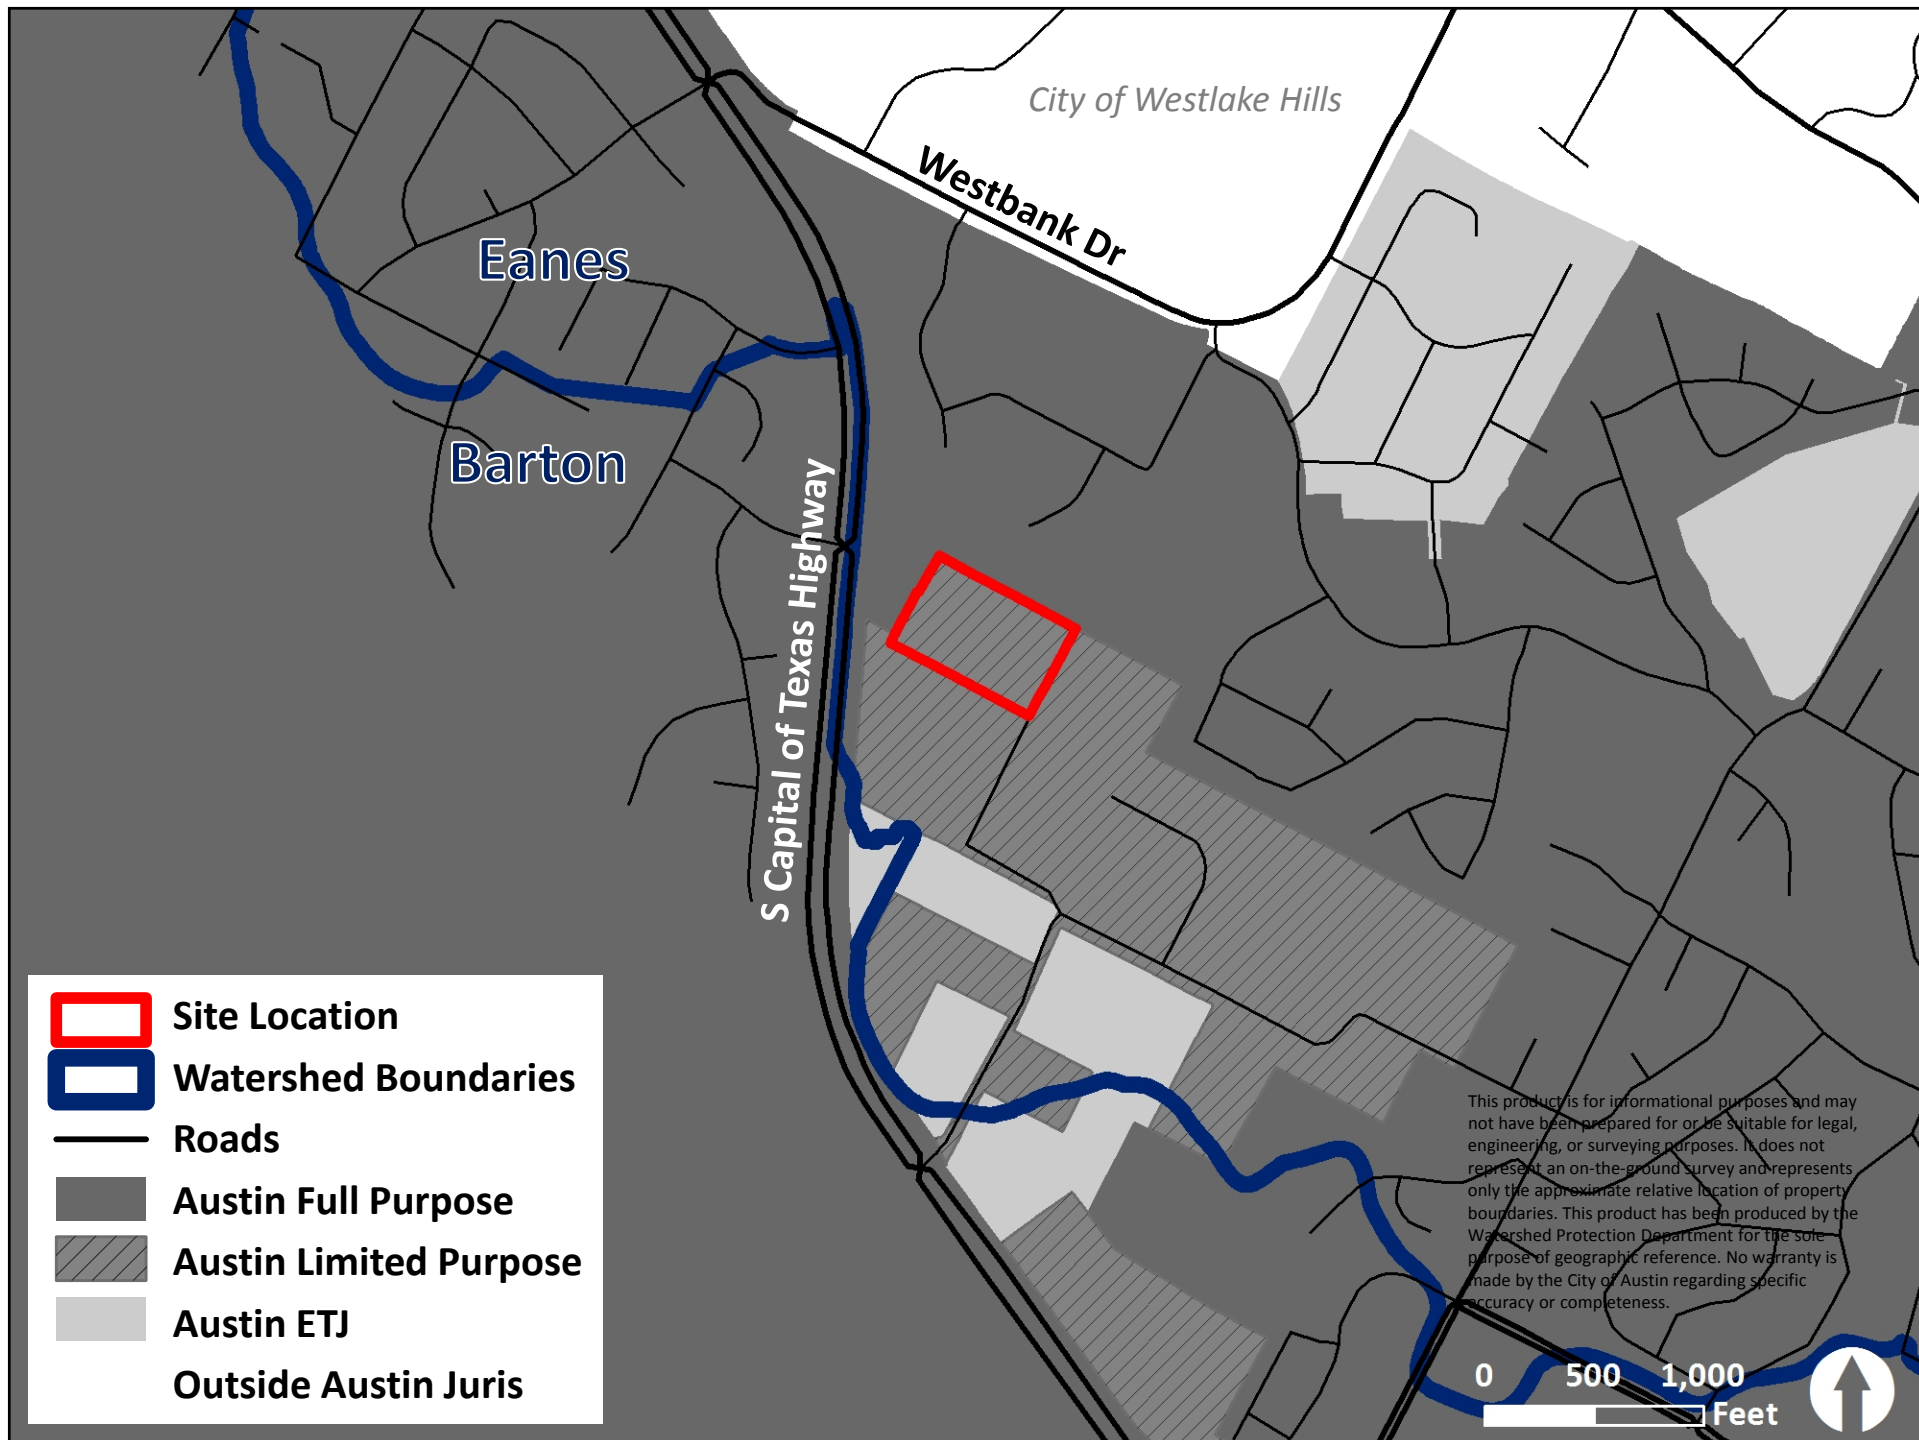 City of Westlake Hills
Westbank Dr
Eanes
Barton
S Capital of Texas Highway
Site Location
Watershed Boundaries
Roads
Austin Full Purpose
Austin Limited Purpose
Austin ETJ
Outside Austin Juris
This product is for informational purposes and may
not have been prepared for or be suitable for legal,
engineering, or surveying purposes. It does not
represent an on-the-ground survey and represents
only the approximate relative location of property
boundaries. This product has been produced by the
Watershed Protection Department for the sole
purpose of geographic reference. No warranty is
made by the City of Austin regarding specific
accuracy or completeness.
0 500 1,000
Feet